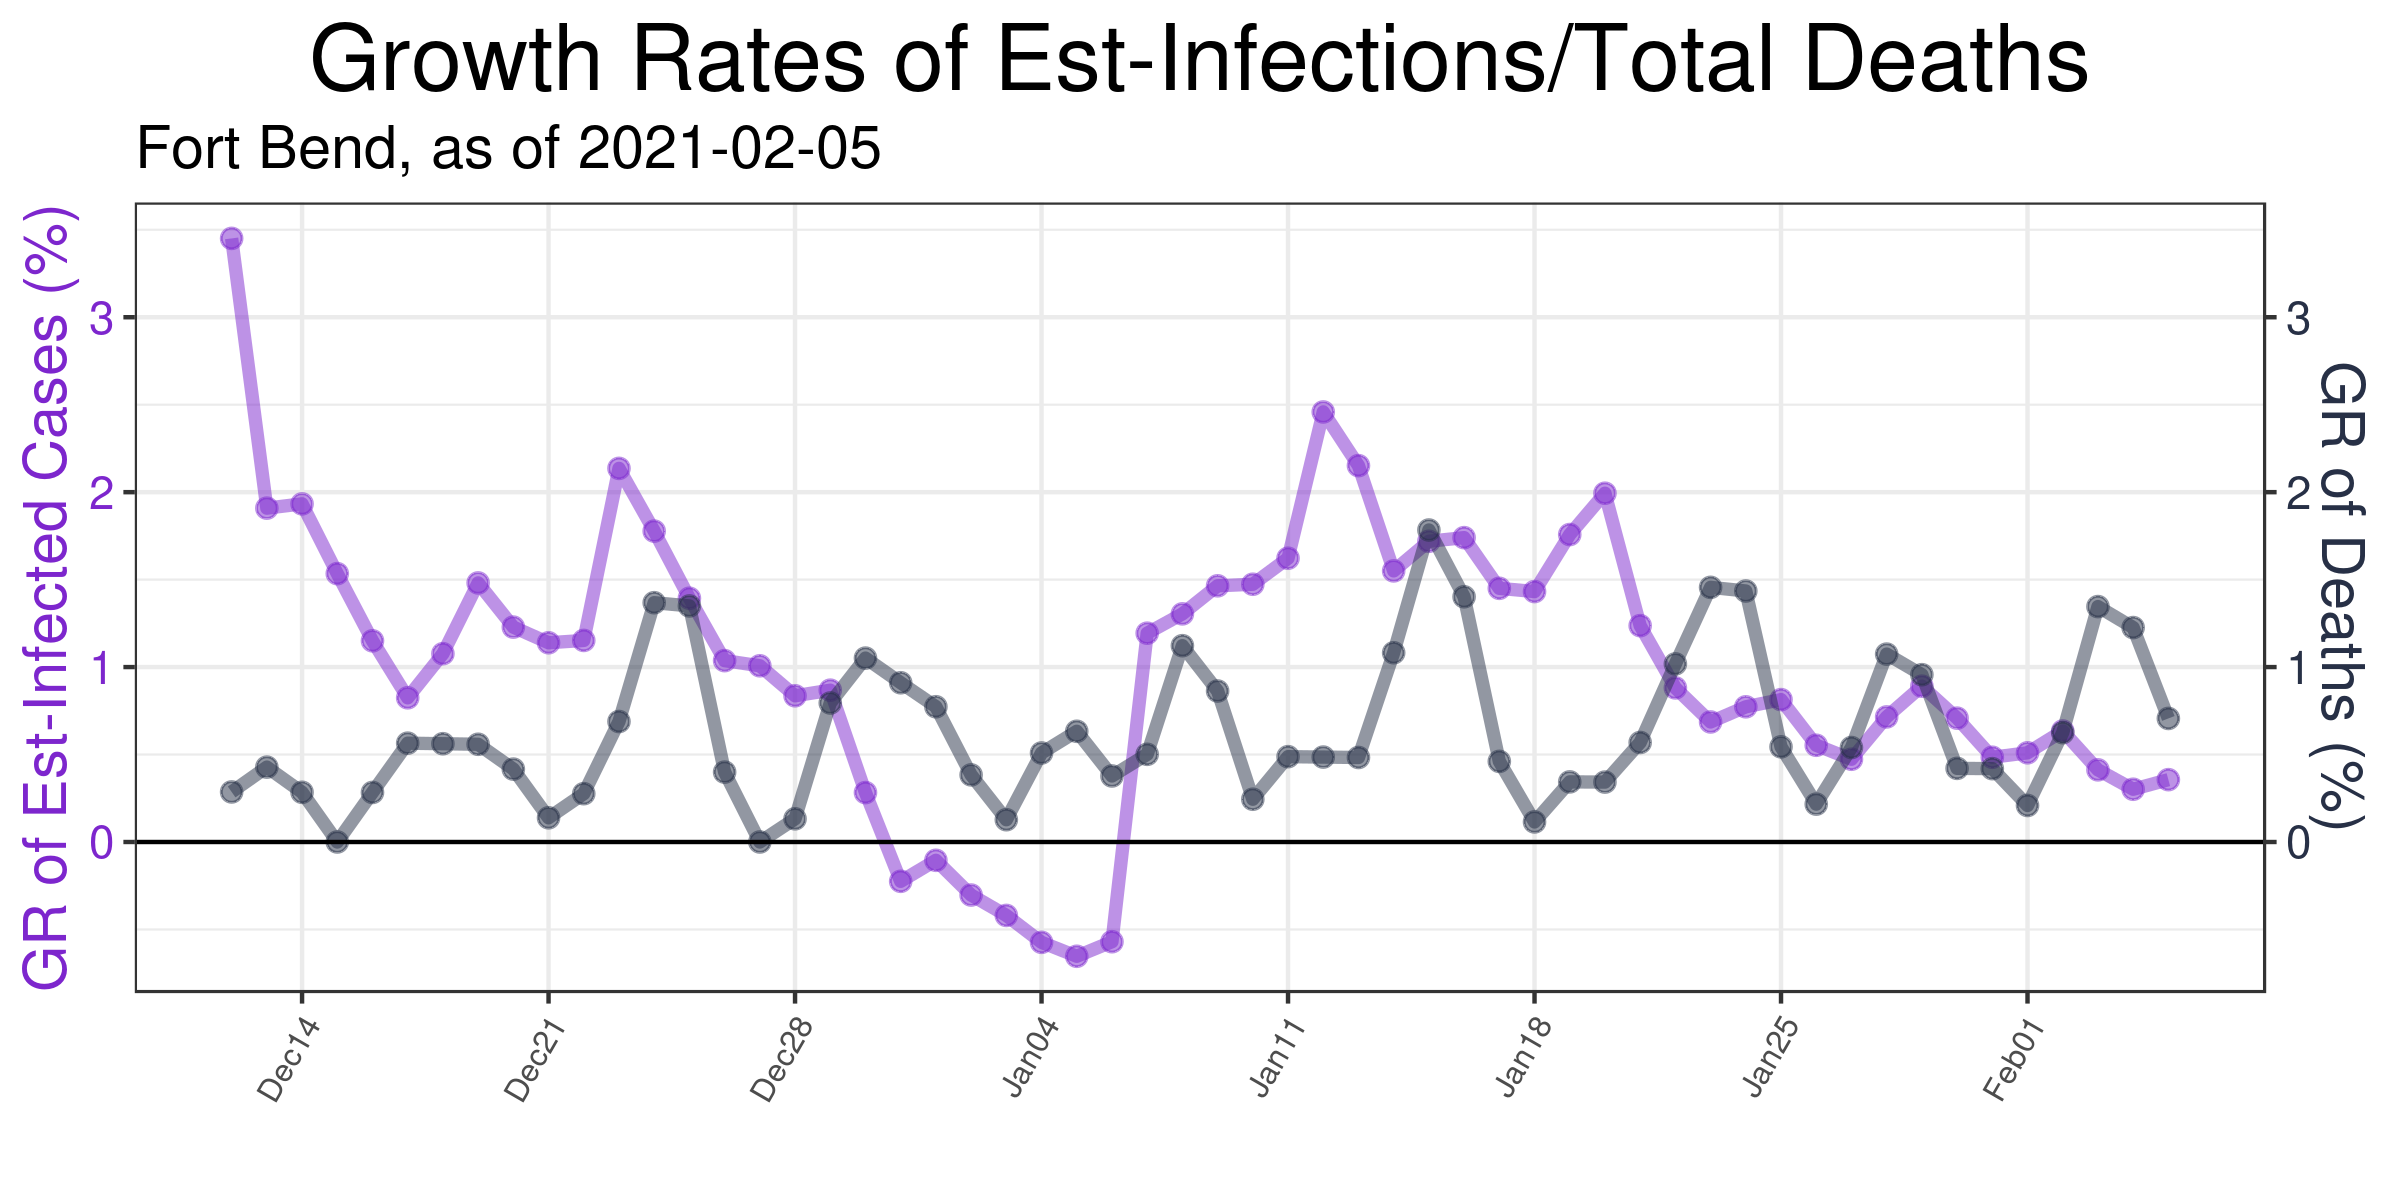 Growth Rates of Est-Infections/Total Deaths
Fort Bend, as of 2021-02-05
GR of Est-Infected Cases (%)
3
2
1
0
3
2
1
0
GR of Deaths (%)
Dec14
Dec21
Dec28
Jan04
Jan11
Jan18
Jan25
Feb01